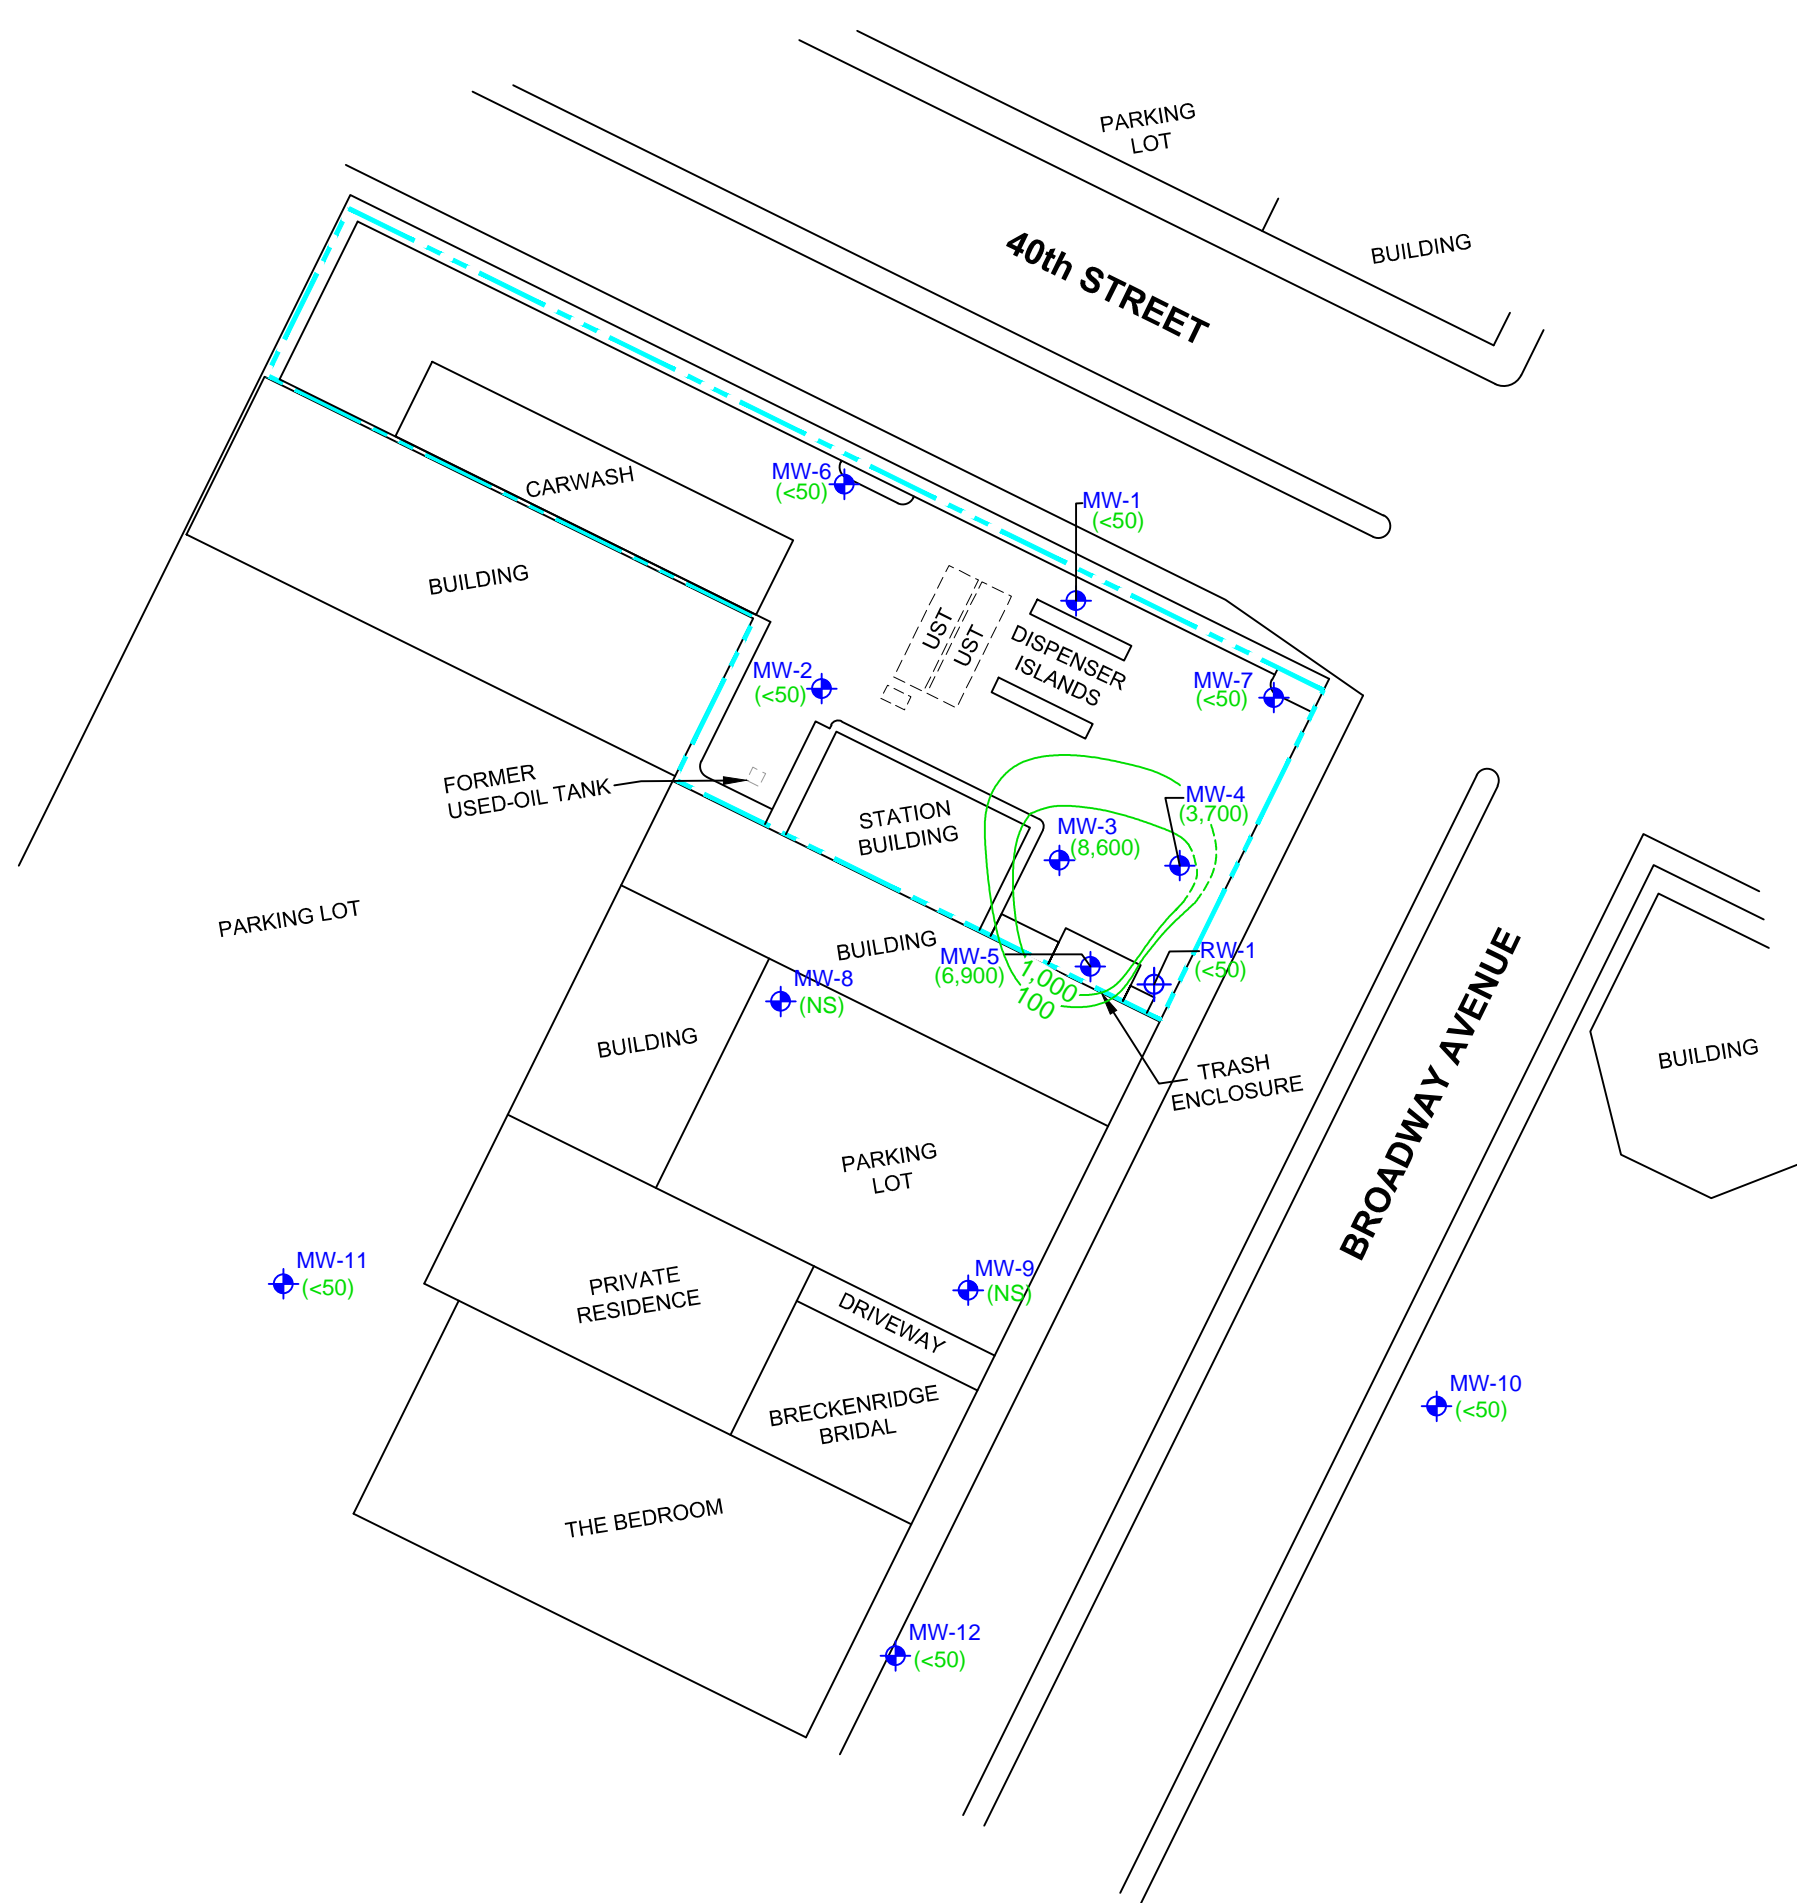 PARKING
LOT
BUILDING
40th STREET
CARWASH
MW-6
(<50)
MW-1
(<50)
BUILDING
UST
UST
DISPENSER
ISLANDS
MW-2
(<50)
MW-7
(<50)
FORMER
USED-OIL TANK
STATION
BUILDING
MW-4
(3,700)
MW-3
(8,600)
PARKING LOT
BUILDING
MW-5
(6,900)
1,000
100
RW-1
(<50)
MW-8
(NS)
BUILDING
TRASH
ENCLOSURE
BROADWAY AVENUE
BUILDING
PARKING
LOT
MW-11
(<50)
PRIVATE
RESIDENCE
MW-9
(NS)
DRIVEWAY
BRECKENRIDGE
BRIDAL
MW-10
(<50)
THE BEDROOM
MW-12
(<50)